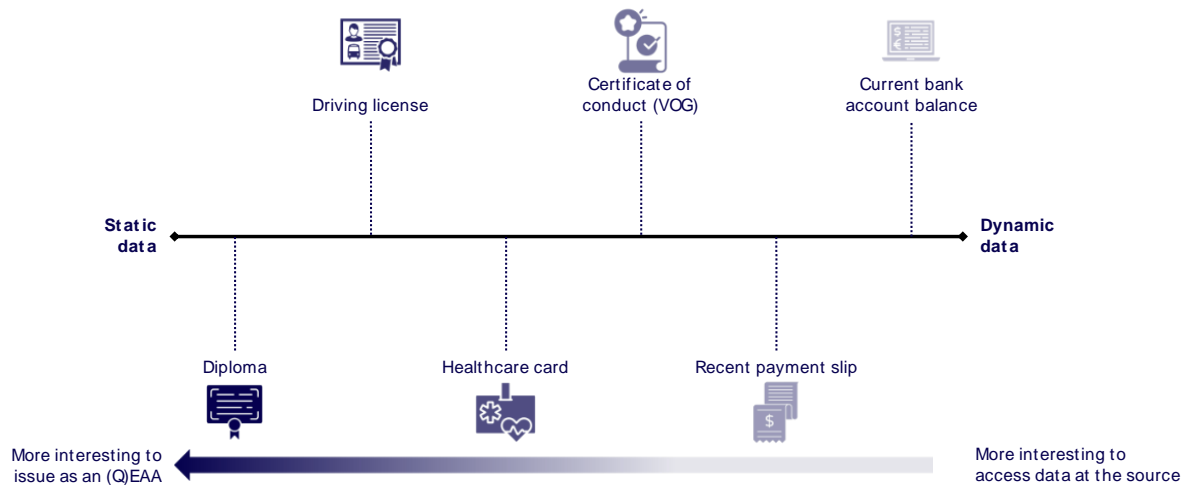 Driving license
Certificate of
conduct (VOG)
Current bank
account balance
$
€
Static
data
Dynamic
data
Diploma
Healthcare card
Recent payment slip
$
More interesting to
issue as an (Q)EAA
More interesting to
access data at the source